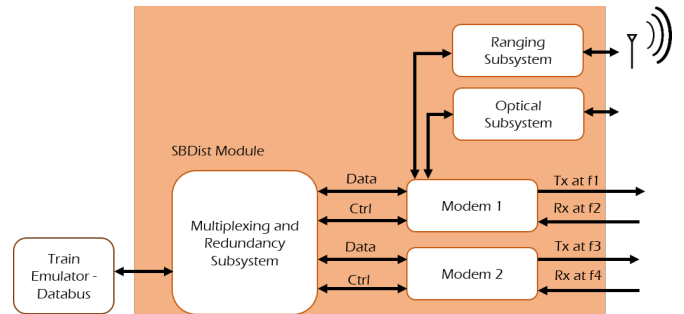 Ranging
Subsystem
Optical
Subsystem
SBDist Module
Data
Modem 1
Tx at f1
Ctrl
Rx at f2
Multiplexing and
Redundancy
Subsystem
Data
Modem 2
Tx at f3
Ctrl
Rx at f4
Train
Emulator -
Databus